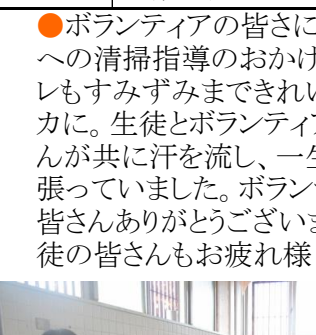 ●ボランティアの皆さに
への清掃指導のおかけ
レもすみずみまできれい
カに。生徒とボランティア
んが共に汗を流し、一生
張っていました。ボラン
皆さんありがとうございま
徒の皆さんもお疲れ様